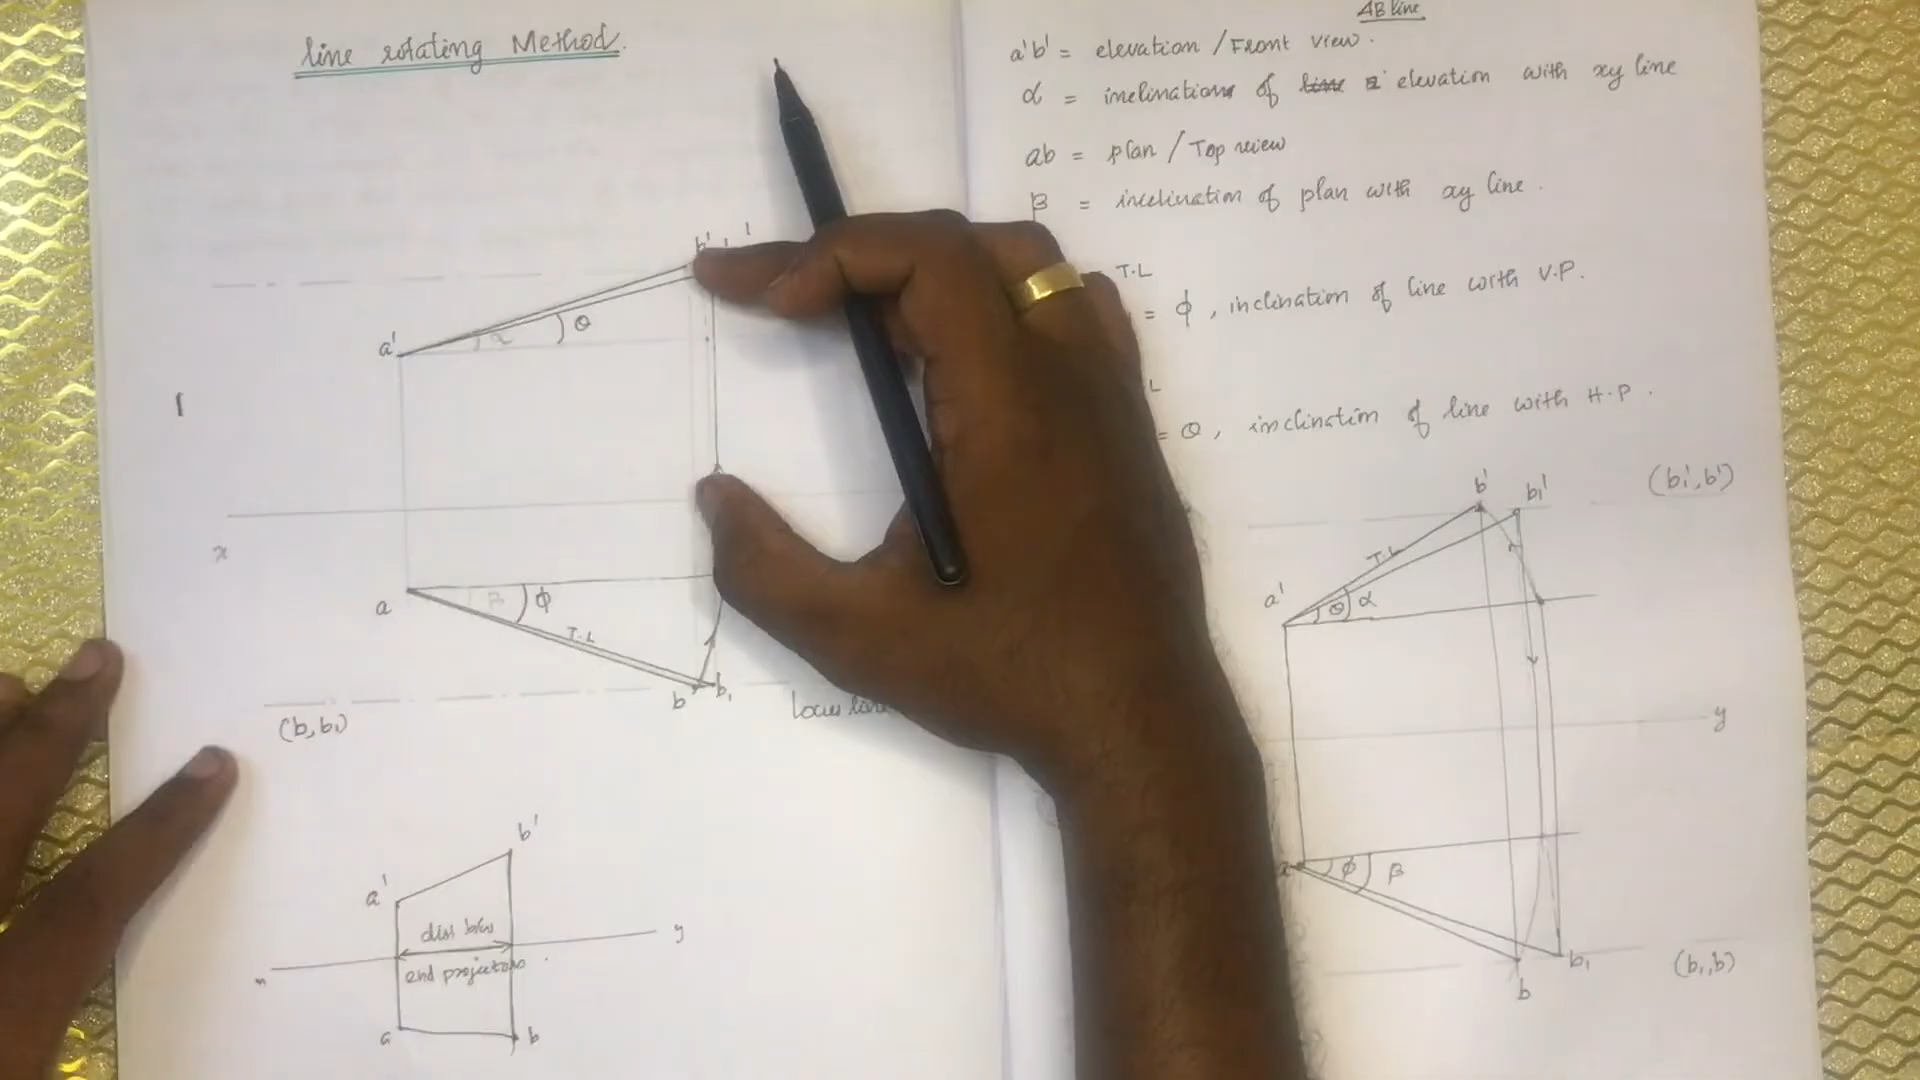 line rotating Method.
b'
a'
α
θ
x
a
β
φ
T.L
b
b₁
(b, b₁)
locus line
b'
a'
dist b/w
y
end projectors
a
b
AB line
a'b' = elevation / Front view.
α = inclinations of elevation with xy line
ab = plan / Top view
β = inclination of plan with xy line.
T.L
= φ, inclination of line with V.P.
L
= θ, inclination of line with H.P.
b'
b₁'
(b₁', b')
T.L
a'
θ
α
y
a
φ
β
b₁
(b₁, b)
b